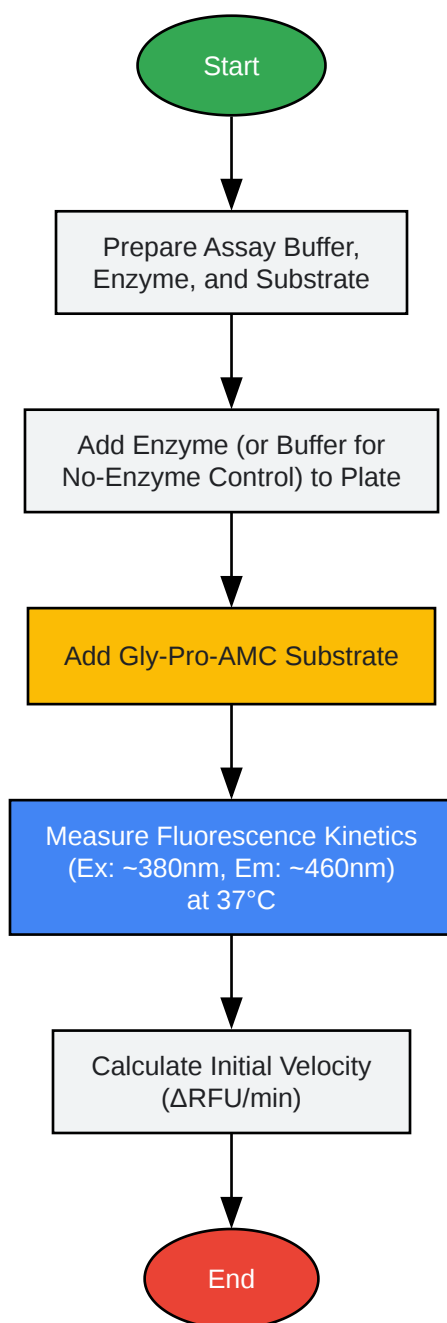 Start
Prepare Assay Buffer,
Enzyme, and Substrate
Add Enzyme (or Buffer for
No-Enzyme Control) to Plate
Add Gly-Pro-AMC Substrate
Measure Fluorescence Kinetics
(Ex: ~380nm, Em: ~460nm)
at 37°C
Calculate Initial Velocity
(ΔRFU/min)
End